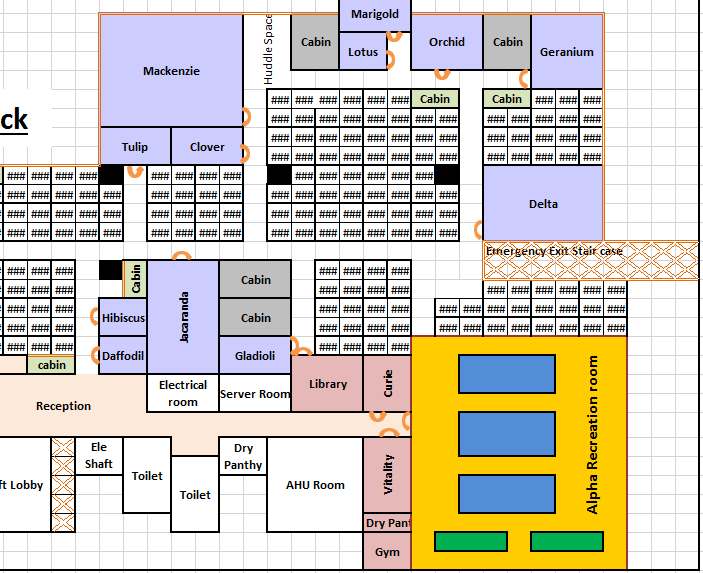 Marigold
Huddle Space
Cabin
Lotus
Orchid
Cabin
Geranium
Mackenzie
### ### ### ### ### ### Cabin Cabin ### ### ###
ck
### ### ### ### ### ### ### ### ### ### ### ### ###
### ### ### ### ### ### ### ### ### ### ### ### ###
Tulip Clover
### ### ### ### ### ### ### ### ### ### ### ### ###
### ### ### ### ### ### ### ### ### ### ### ### ### ###
### ### ### ### ### ### ### ### ### ### ### ### ### ### ### ### ###
Delta
### ### ### ### ### ### ### ### ### ### ### ### ### ### ### ### ###
### ### ### ### ### ### ### ### ### ### ### ### ### ### ### ### ###
Emergency Exit Stair case
### ### ### ### ### ### ###
Cabin
Cabin
### ### ### ### ### ### ### ### ### ### ### ### ###
### ### ### ### ### ### ### ### ### ### ### ### ### ### ###
Hibiscus
Jacaranda
Cabin
### ### ### ### ### ### ### ### ### ### ### ### ### ### ###
### ### ### ### ### ### ###
Daffodil
Gladioli
cabin
Electrical
room
Server Room
Library
Curie
Reception
Alpha Recreation room
Ele
Shaft
Dry
Panthy
Vitality
Toilet
Toilet
ft Lobby
AHU Room
Dry Pant
Gym